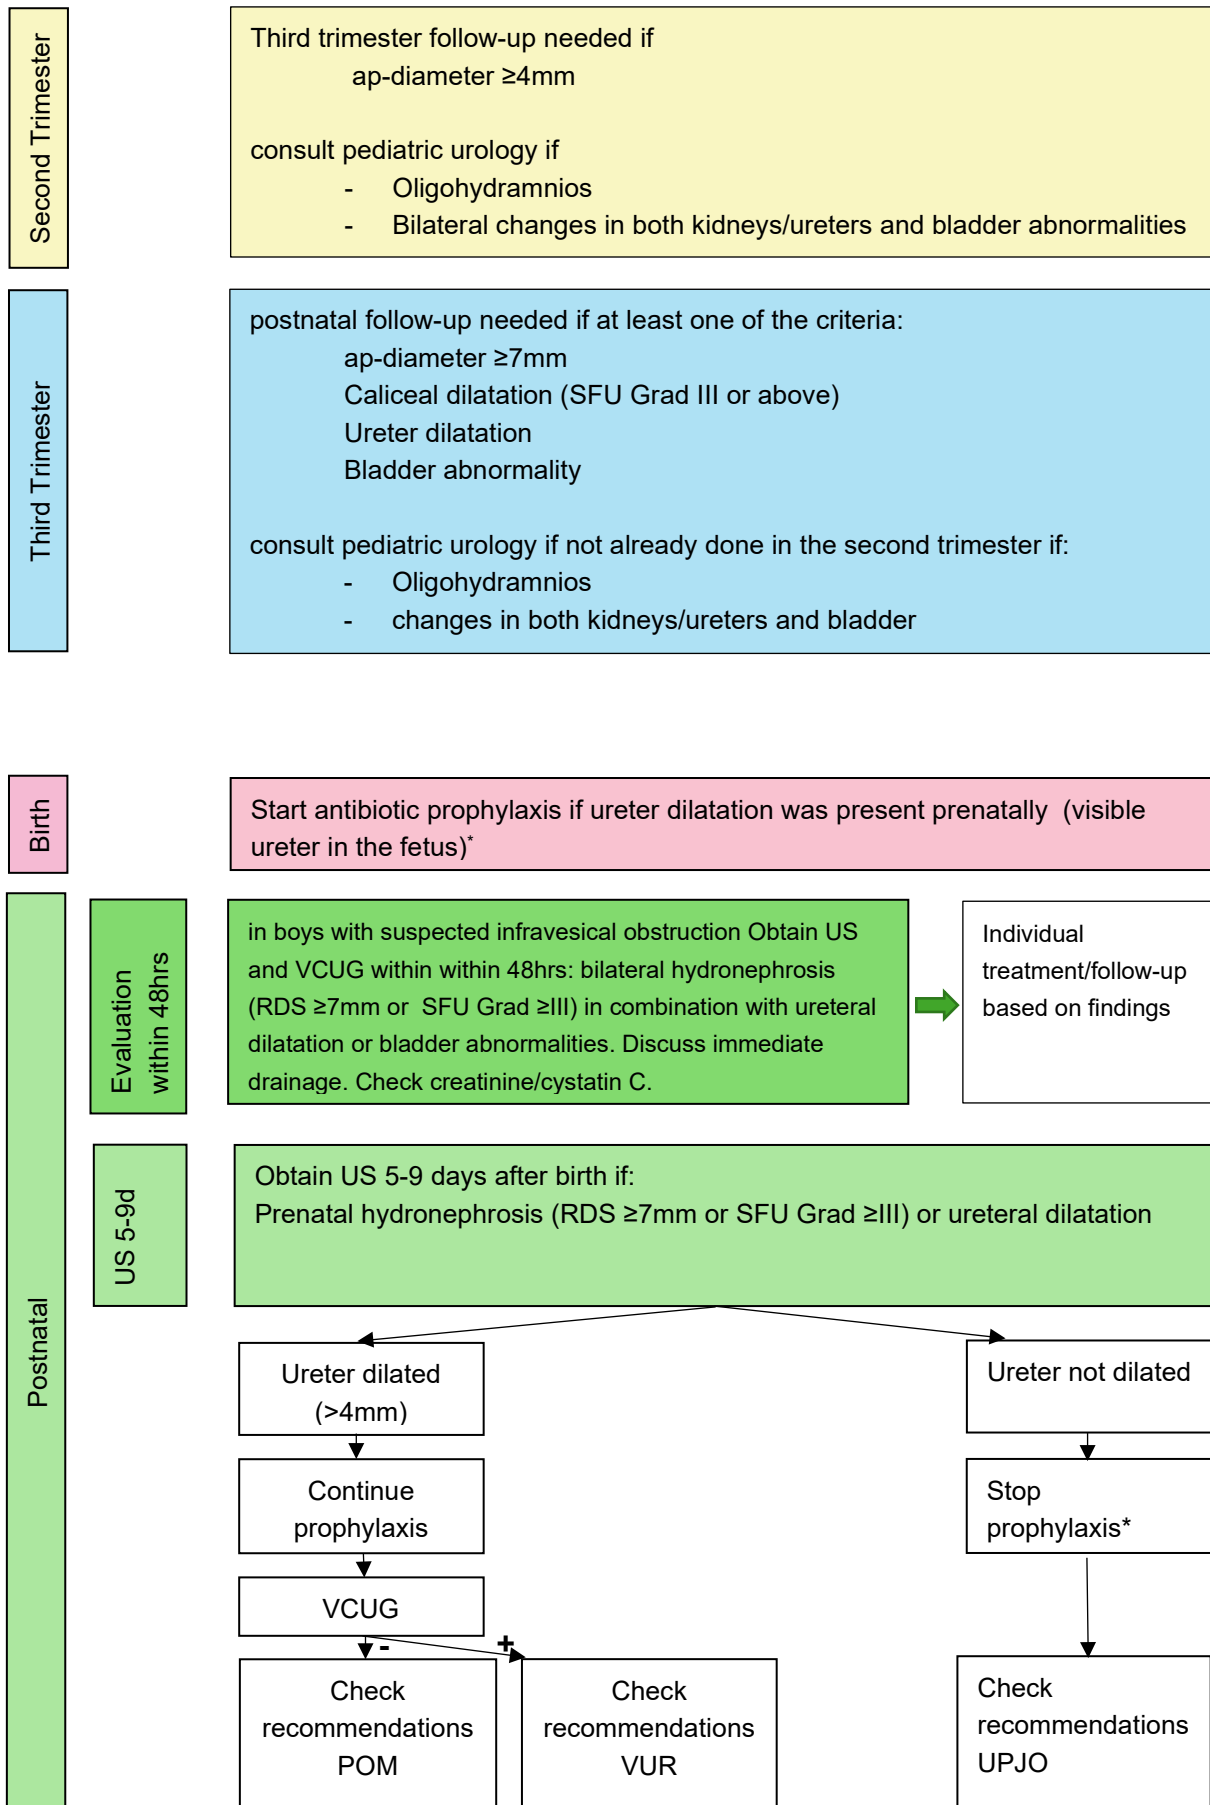 Second Trimester
Third trimester follow-up needed if
ap-diameter ≥4mm
consult pediatric urology if
- Oligohydramnios
- Bilateral changes in both kidneys/ureters and bladder abnormalities
Third Trimester
postnatal follow-up needed if at least one of the criteria:
ap-diameter ≥7mm
Caliceal dilatation (SFU Grad III or above)
Ureter dilatation
Bladder abnormality
consult pediatric urology if not already done in the second trimester if:
- Oligohydramnios
- changes in both kidneys/ureters and bladder
Birth
Start antibiotic prophylaxis if ureter dilatation was present prenatally (visible
ureter in the fetus)*
Postnatal
Evaluation
within 48hrs
in boys with suspected infravesical obstruction Obtain US
and VCUG within within 48hrs: bilateral hydronephrosis
(RDS ≥7mm or SFU Grad ≥III) in combination with ureteral
dilatation or bladder abnormalities. Discuss immediate
drainage. Check creatinine/cystatin C.
Individual
treatment/follow-up
based on findings
US 5-9d
Obtain US 5-9 days after birth if:
Prenatal hydronephrosis (RDS ≥7mm or SFU Grad ≥III) or ureteral dilatation
Ureter dilated
(>4mm)
Ureter not dilated
Continue
prophylaxis
Stop
prophylaxis*
VCUG
-
+
Check
recommendations
POM
Check
recommendations
VUR
Check
recommendations
UPJO